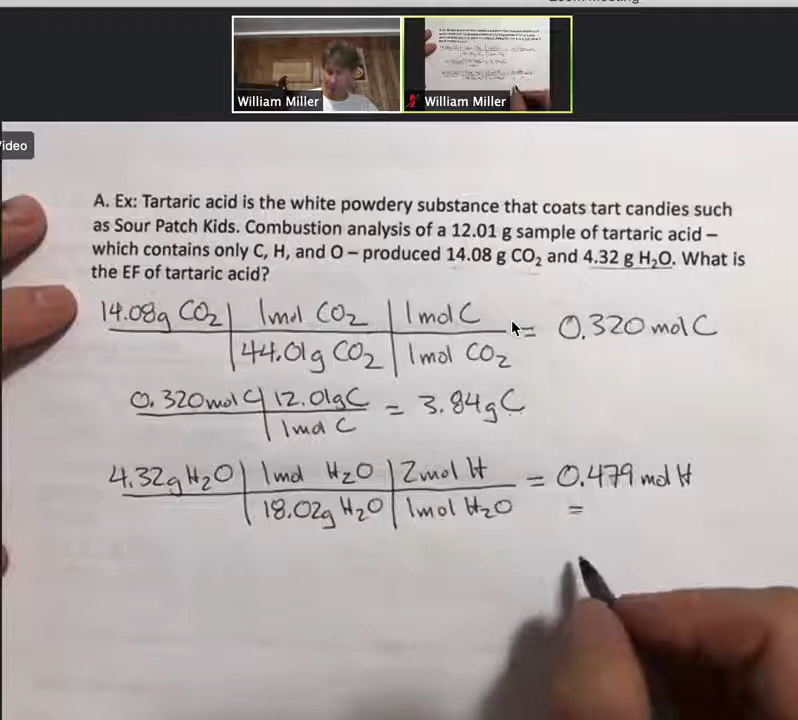 Zoom Meeting
William Miller
William Miller
Video
A. Ex: Tartaric acid is the white powdery substance that coats tart candies such
as Sour Patch Kids. Combustion analysis of a 12.01 g sample of tartaric acid –
which contains only C, H, and O – produced 14.08 g CO₂ and 4.32 g H₂O. What is
the EF of tartaric acid?
14.08g CO₂ | 1mol CO₂ | 1mol C = 0.320 mol C
44.01g CO₂ | 1mol CO₂
0.320mol C | 12.01gC = 3.84gC
1mol C
4.32g H₂O | 1mol H₂O | 2mol H = 0.479 mol H
18.02g H₂O | 1mol H₂O =